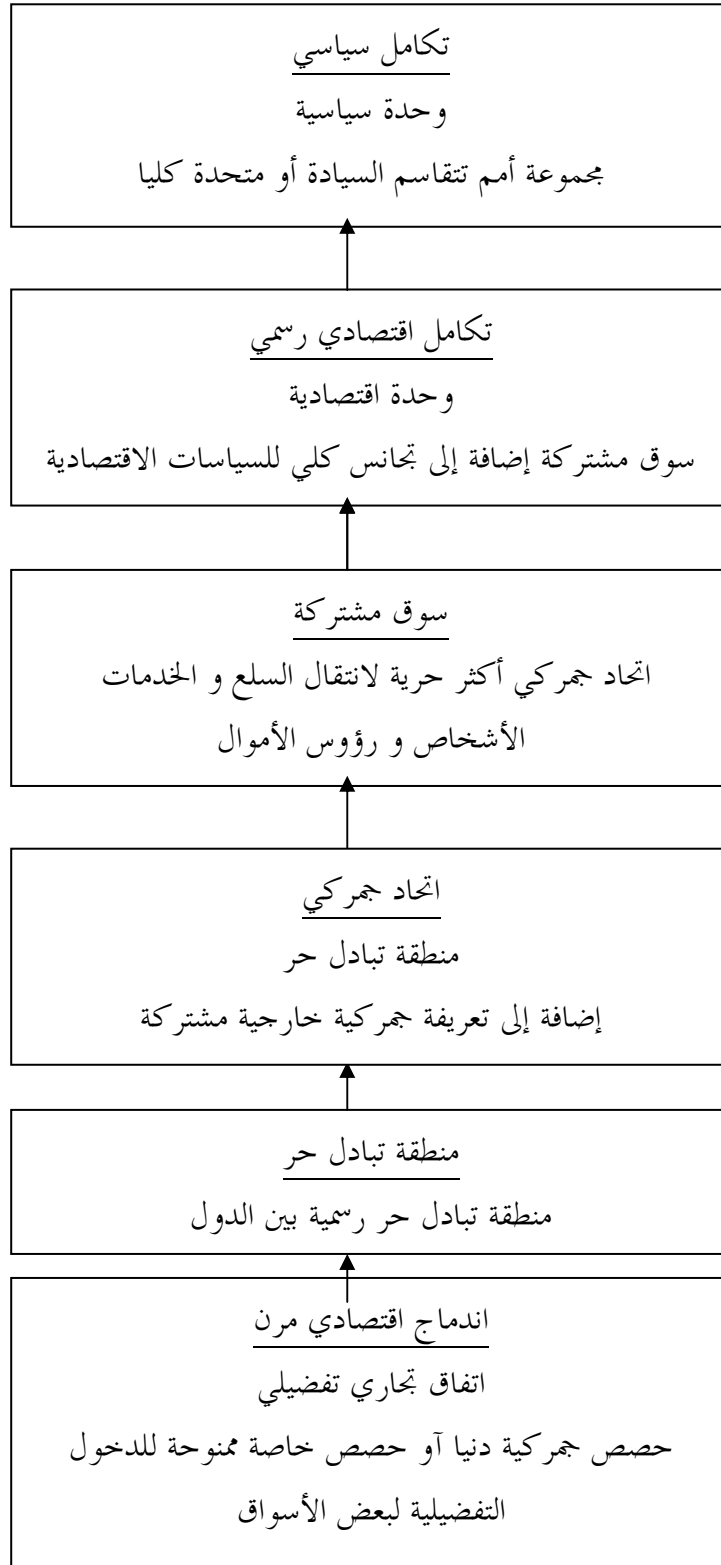 تكامل سياسي
وحدة سياسية
مجموعة أمم تتقاسم السيادة أو متحدة كليا
تكامل اقتصادي رسمي
وحدة اقتصادية
سوق مشتركة إضافة إلى تجانس كلي للسياسات الاقتصادية
سوق مشتركة
اتحاد جمركي أكثر حرية لانتقال السلع و الخدمات
الأشخاص و رؤوس الأموال
اتحاد جمركي
منطقة تبادل حر
إضافة إلى تعريفة جمركية خارجية مشتركة
منطقة تبادل حر
منطقة تبادل حر رسمية بين الدول
اندماج اقتصادي مرن
اتفاق تجاري تفضيلي
حصص جمركية دنيا آو حصص خاصة ممنوحة للدخول
التفضيلية لبعض الأسواق